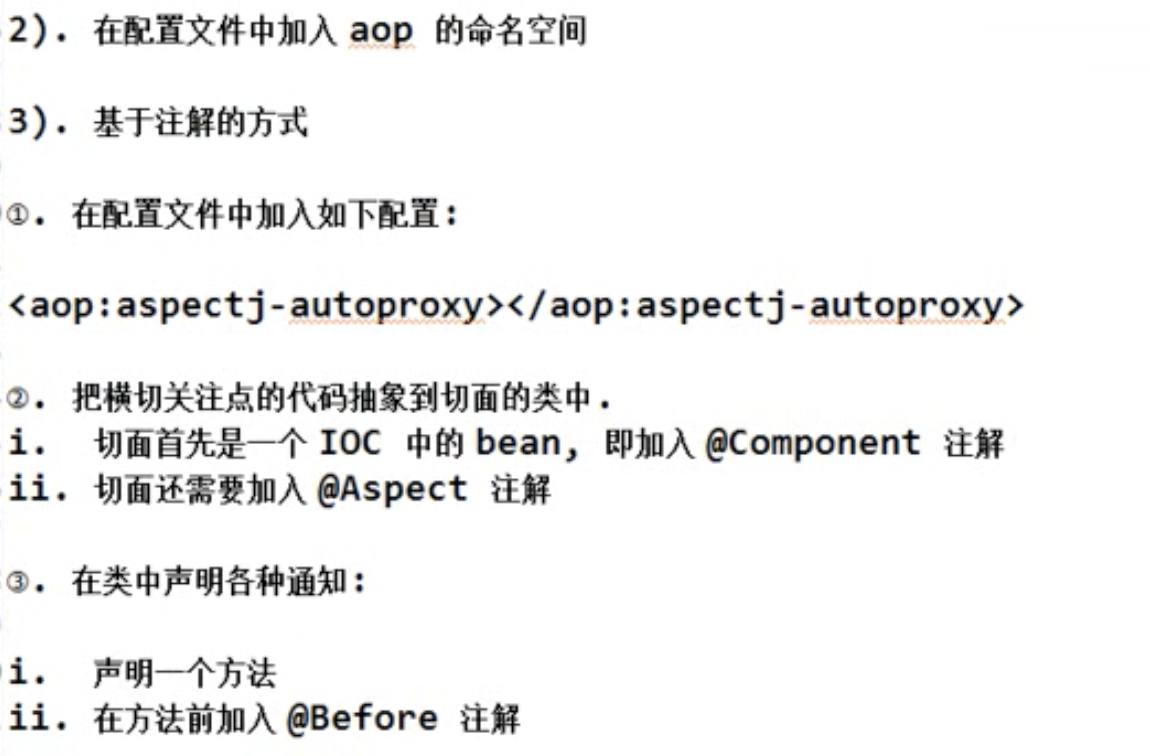 2). 在配置文件中加入 aop 的命名空间
3). 基于注解的方式
①. 在配置文件中加入如下配置:
<aop:aspectj-autoproxy></aop:aspectj-autoproxy>
②. 把横切关注点的代码抽象到切面的类中.
i. 切面首先是一个 IOC 中的 bean, 即加入 @Component 注解
ii. 切面还需要加入 @Aspect 注解
③. 在类中声明各种通知:
i. 声明一个方法
ii. 在方法前加入 @Before 注解